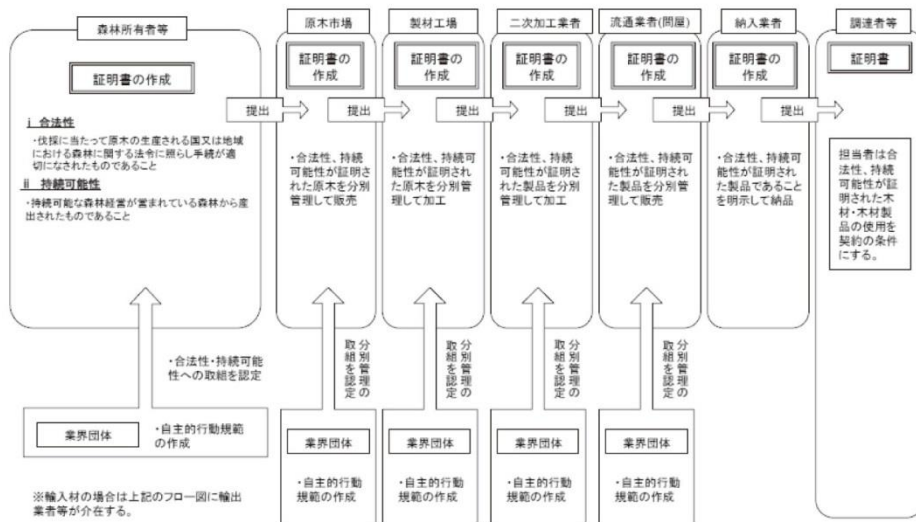 森林所有者等
証明書の作成
ⅰ 合法性
・伐採に当たって原木の生産される国又は地域
における森林に関する法令に照らし手続が適
切になされたものであること
ⅱ 持続可能性
・持続可能な森林経営が営まれている森林から産
出されたものであること
提出
原木市場
証明書の
作成
・合法性、持続可
能性が証明され
た原木を分別
管理して販売
提出
製材工場
証明書の
作成
・合法性、持続可
能性が証明さ
れた原木を分別
管理して加工
提出
二次加工業者
証明書の
作成
・合法性、持続可
能性が証明さ
れた製品を分別
管理して加工
提出
流通業者(問屋)
証明書の
作成
・合法性、持続可
能性が証明さ
れた製品を分別
管理して販売
提出
納入業者
証明書の
作成
・合法性、持続可
能性が証明され
た製品であること
を明示して納品
提出
調達者等
証明書
担当者は合
法性、持続
可能性が証
明された木
材・木材製
品の使用を
契約の条件
にする。
・合法性・持続可能
性への取組を認定
業界団体
・自主的行動規範
の作成
分別管理の
取組を認定
業界団体
・自主的行動
規範の作成
分別管理の
取組を認定
業界団体
・自主的行動
規範の作成
分別管理の
取組を認定
業界団体
・自主的行動
規範の作成
分別管理の
取組を認定
業界団体
・自主的行動
規範の作成
※輸入材の場合は上記のフロー図に輸出
業者等が介在する。